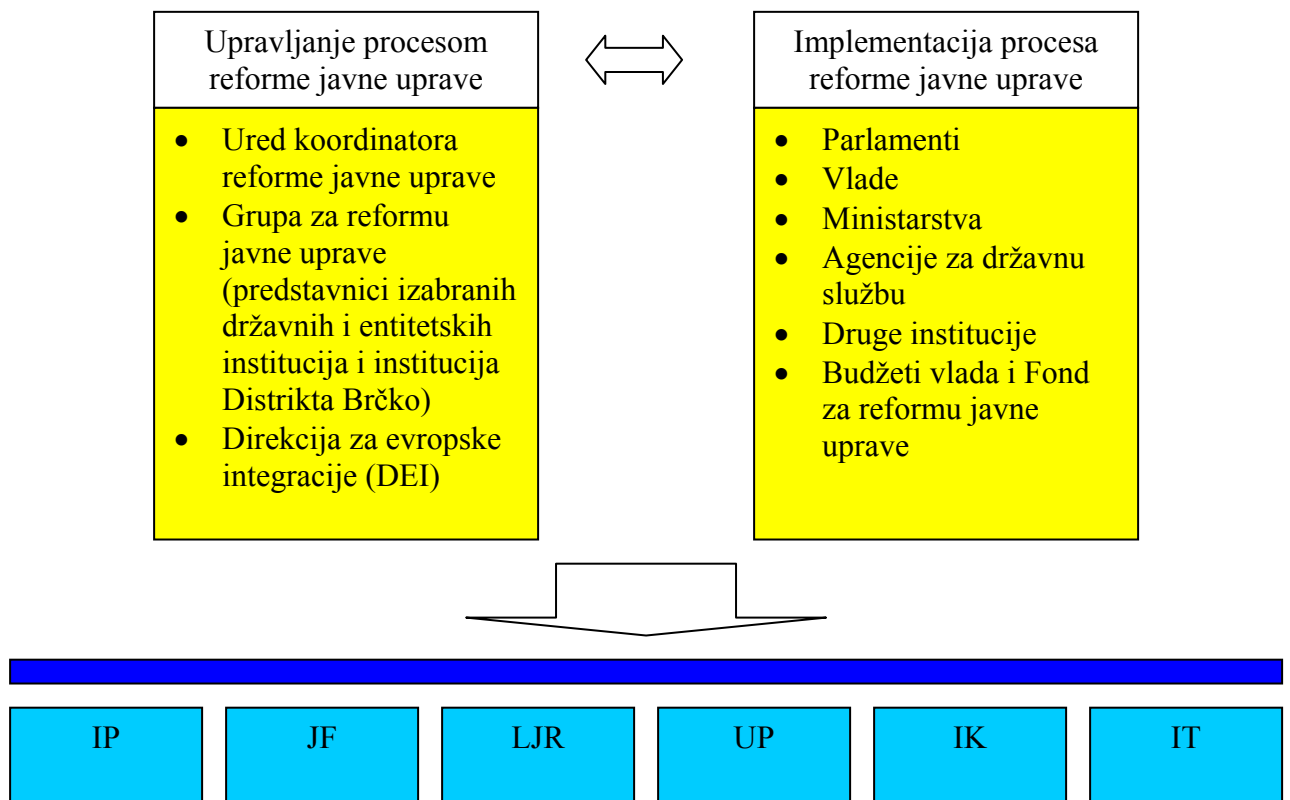 Upravljanje procesom
reforme javne uprave
• Ured koordinatora
reforme javne uprave
• Grupa za reformu
javne uprave
(predstavnici izabranih
državnih i entitetskih
institucija i institucija
Distrikta Brčko)
• Direkcija za evropske
integracije (DEI)
Implementacija procesa
reforme javne uprave
• Parlamenti
• Vlade
• Ministarstva
• Agencije za državnu
službu
• Druge institucije
• Budžeti vlada i Fond
za reformu javne
uprave
IP
JF
LJR
UP
IK
IT